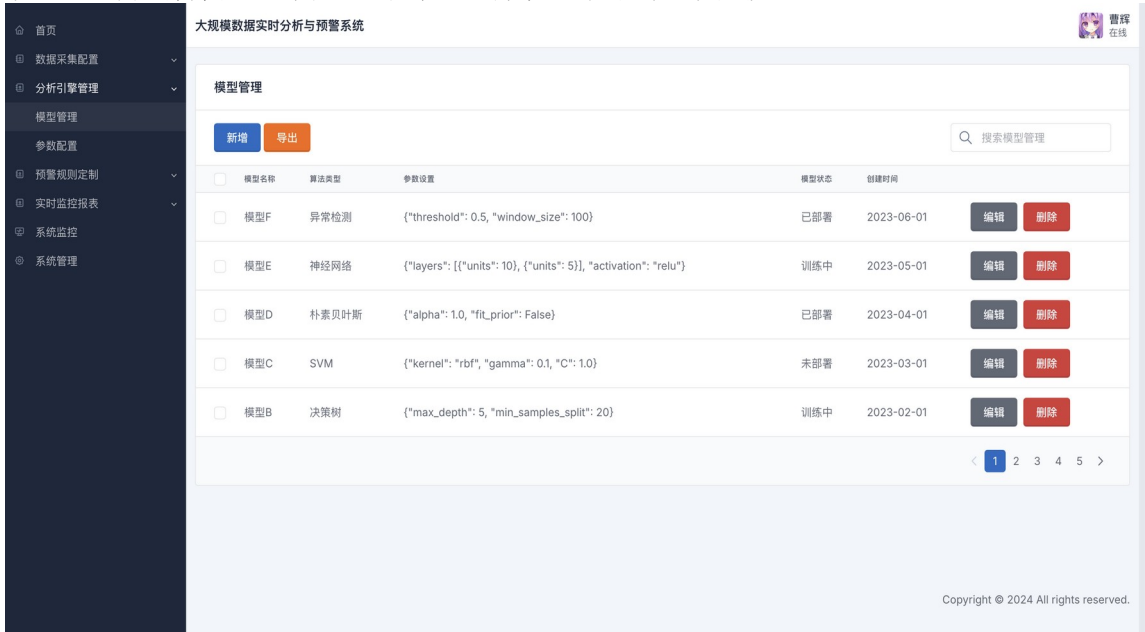 首页
数据采集配置
分析引擎管理
模型管理
参数配置
预警规则定制
实时监控报表
系统监控
系统管理
大规模数据实时分析与预警系统
曹辉
在线
模型管理
新增 导出 搜索模型管理
模型名称 算法类型 参数设置 模型状态 创建时间
模型F 异常检测 {"threshold": 0.5, "window_size": 100} 已部署 2023-06-01 编辑 删除
模型E 神经网络 {"layers": [{"units": 10}, {"units": 5}], "activation": "relu"} 训练中 2023-05-01 编辑 删除
模型D 朴素贝叶斯 {"alpha": 1.0, "fit_prior": False} 已部署 2023-04-01 编辑 删除
模型C SVM {"kernel": "rbf", "gamma": 0.1, "C": 1.0} 未部署 2023-03-01 编辑 删除
模型B 决策树 {"max_depth": 5, "min_samples_split": 20} 训练中 2023-02-01 编辑 删除
1 2 3 4 5
Copyright © 2024 All rights reserved.